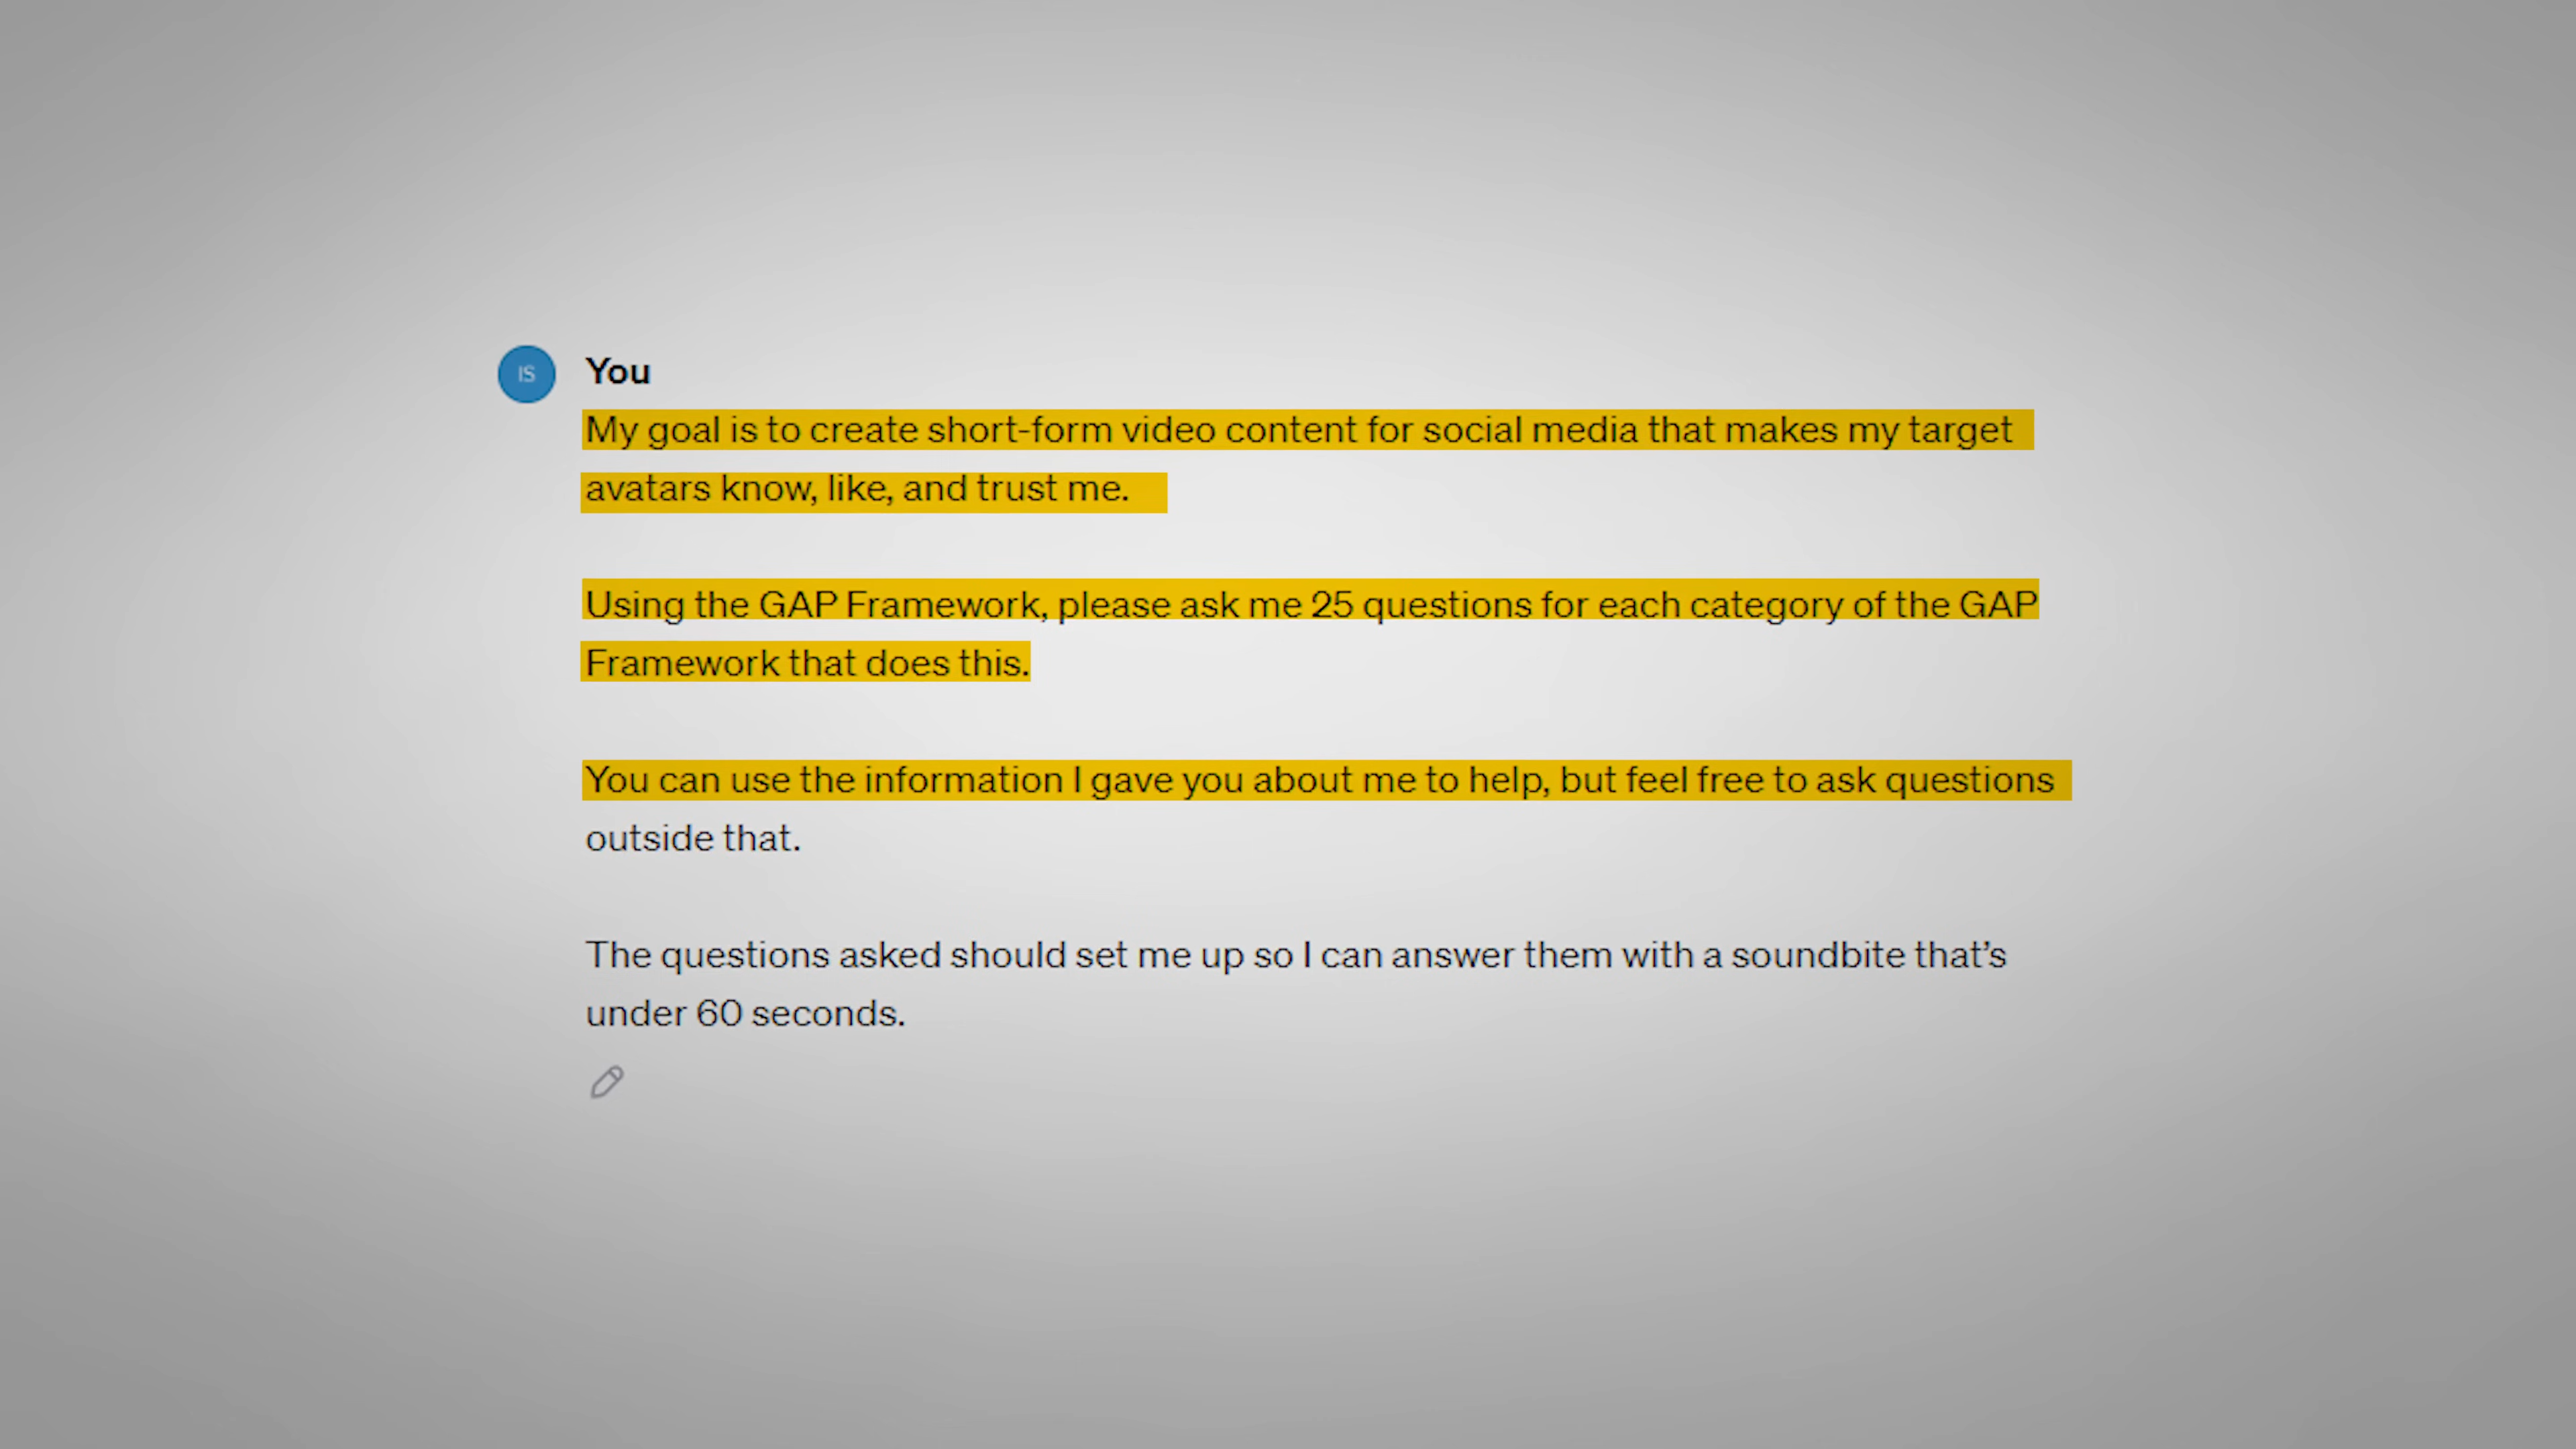 IS
You
My goal is to create short-form video content for social media that makes my target
avatars know, like, and trust me.
Using the GAP Framework, please ask me 25 questions for each category of the GAP
Framework that does this.
You can use the information I gave you about me to help, but feel free to ask questions
outside that.
The questions asked should set me up so I can answer them with a soundbite that’s
under 60 seconds.